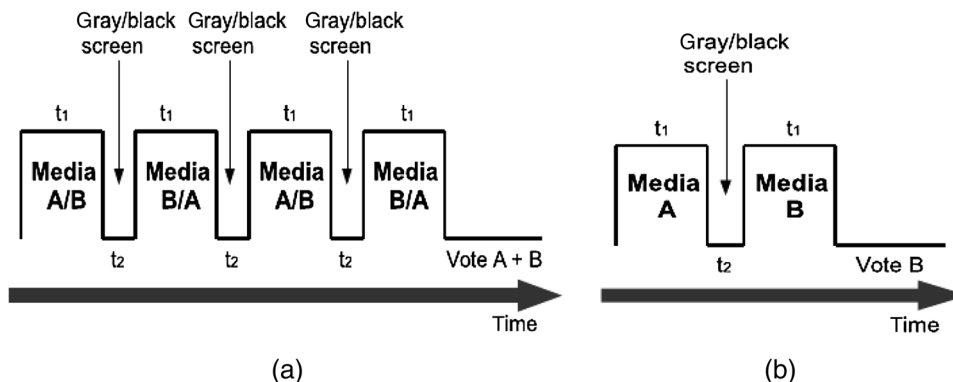 Gray/black
screen
Gray/black
screen
Gray/black
screen
t1
t1
t1
t1
Media
A/B
Media
B/A
Media
A/B
Media
B/A
t2
t2
t2
Vote A + B
Time
(a)
Gray/black
screen
t1
t1
Media
A
Media
B
t2
Vote B
Time
(b)